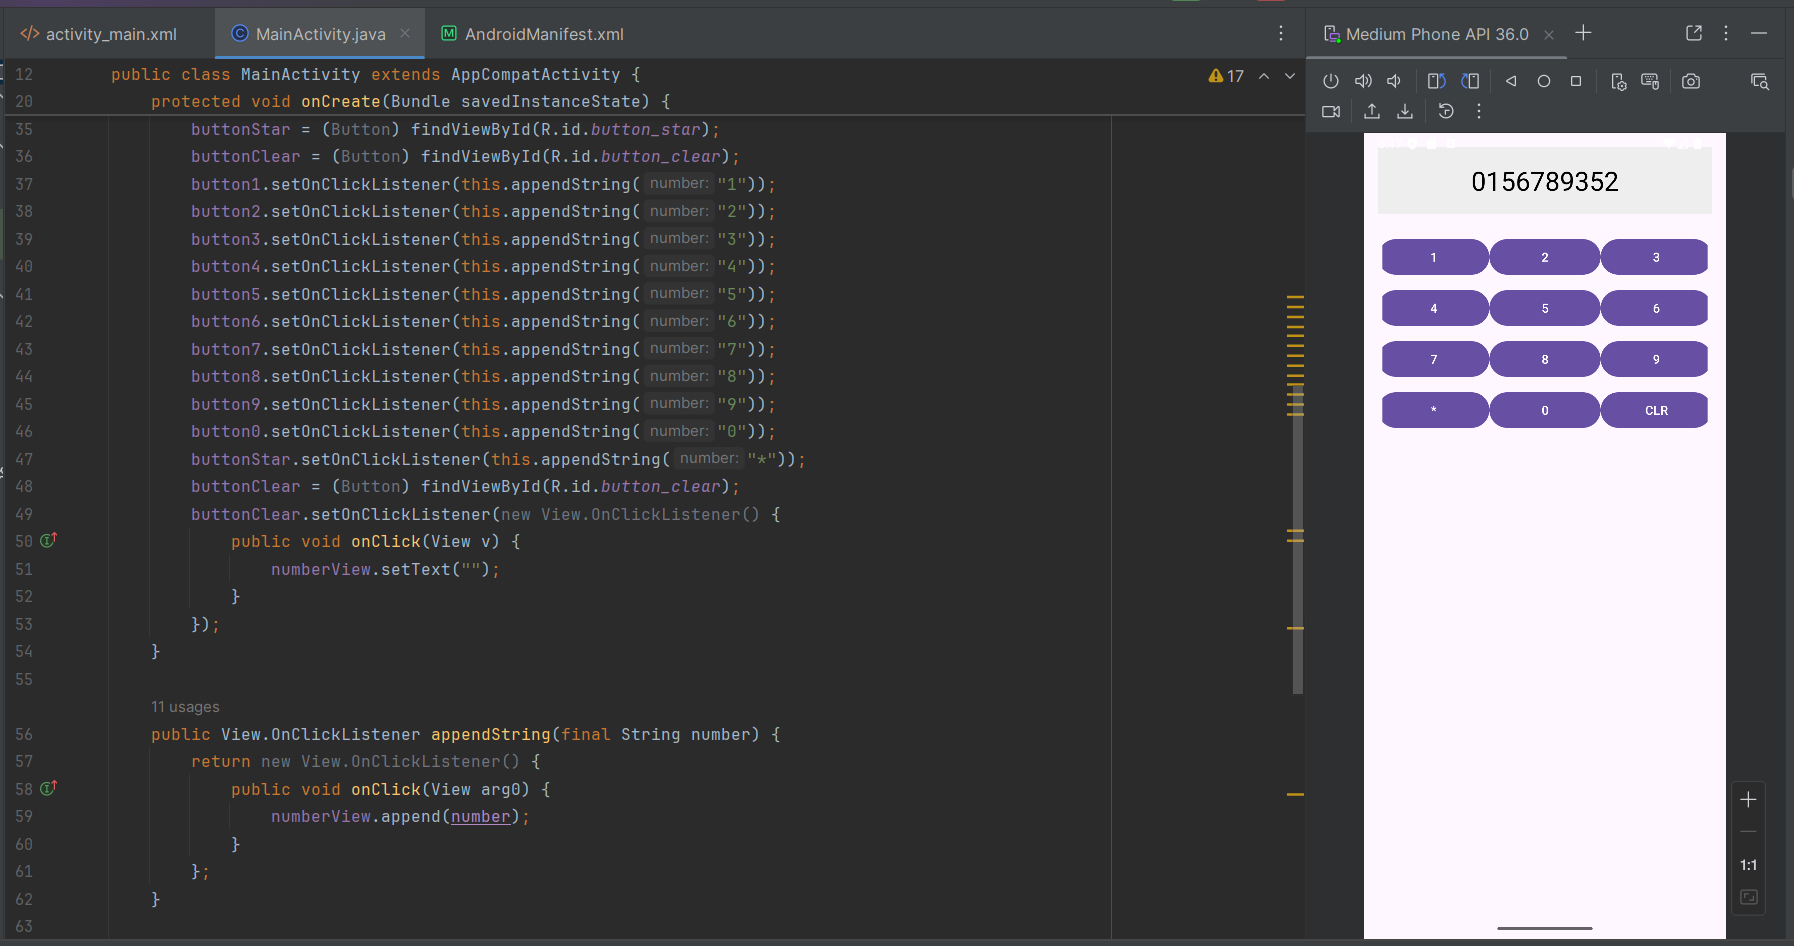 activity_main.xml
MainActivity.java
AndroidManifest.xml
12 public class MainActivity extends AppCompatActivity {
17
20 protected void onCreate(Bundle savedInstanceState) {
35 buttonStar = (Button) findViewById(R.id.button_star);
36 buttonClear = (Button) findViewById(R.id.button_clear);
37 button1.setOnClickListener(this.appendString( number: "1"));
38 button2.setOnClickListener(this.appendString( number: "2"));
39 button3.setOnClickListener(this.appendString( number: "3"));
40 button4.setOnClickListener(this.appendString( number: "4"));
41 button5.setOnClickListener(this.appendString( number: "5"));
42 button6.setOnClickListener(this.appendString( number: "6"));
43 button7.setOnClickListener(this.appendString( number: "7"));
44 button8.setOnClickListener(this.appendString( number: "8"));
45 button9.setOnClickListener(this.appendString( number: "9"));
46 button0.setOnClickListener(this.appendString( number: "0"));
47 buttonStar.setOnClickListener(this.appendString( number: "*"));
48 buttonClear = (Button) findViewById(R.id.button_clear);
49 buttonClear.setOnClickListener(new View.OnClickListener() {
50 public void onClick(View v) {
51 numberView.setText("");
52 }
53 });
54 }
55
11 usages
56 public View.OnClickListener appendString(final String number) {
57 return new View.OnClickListener() {
58 public void onClick(View arg0) {
59 numberView.append(number);
60 }
61 };
62 }
63
Medium Phone API 36.0
0156789352
1 2 3
4 5 6
7 8 9
* 0 CLR
1:1